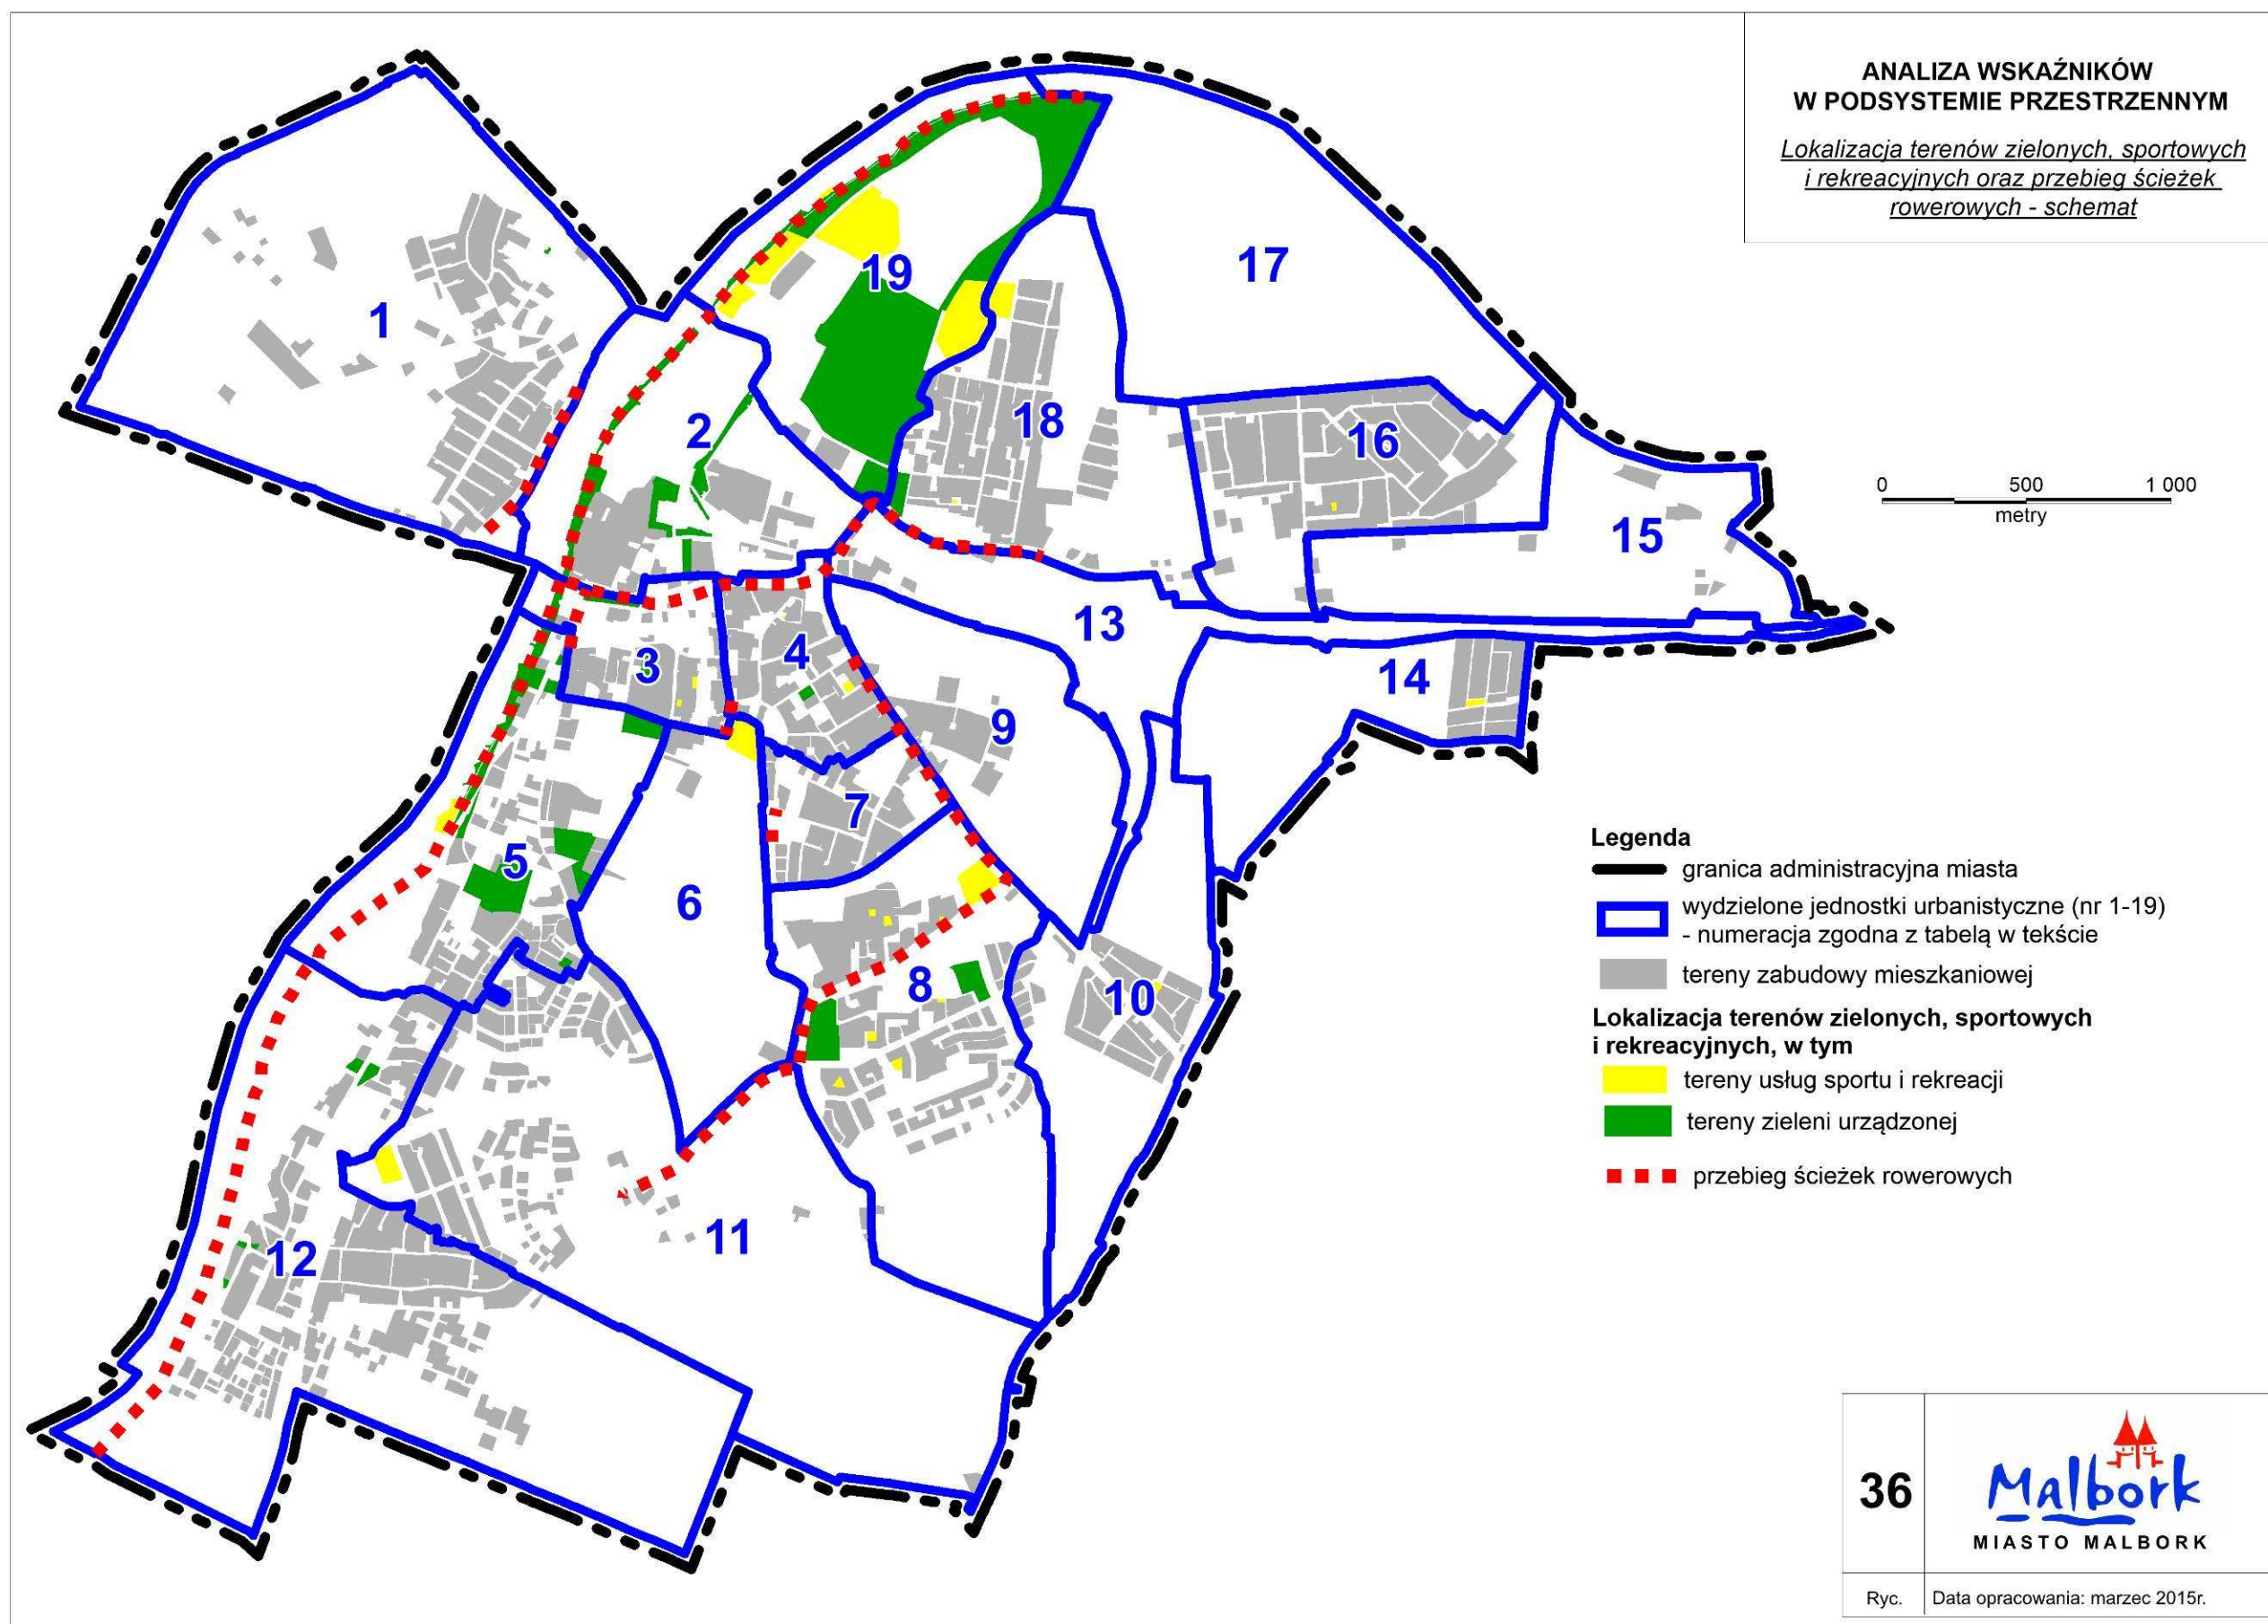 ANALIZA WSKAŹNIKÓW
W PODSYSTEMIE PRZESTRZENNYM
Lokalizacja terenów zielonych, sportowych
i rekreacyjnych oraz przebieg ścieżek
rowerowych - schemat
17
19
1
18
2
16
0 500 1 000
metry
15
13
4
3
14
9
7
5
6
8
10
11
12
Legenda
granica administracyjna miasta
wydzielone jednostki urbanistyczne (nr 1-19)
- numeracja zgodna z tabelą w tekście
tereny zabudowy mieszkaniowej
Lokalizacja terenów zielonych, sportowych
i rekreacyjnych, w tym
tereny usług sportu i rekreacji
tereny zieleni urządzonej
przebieg ścieżek rowerowych
36
Malbork
MIASTO MALBORK
Ryc.
Data opracowania: marzec 2015r.